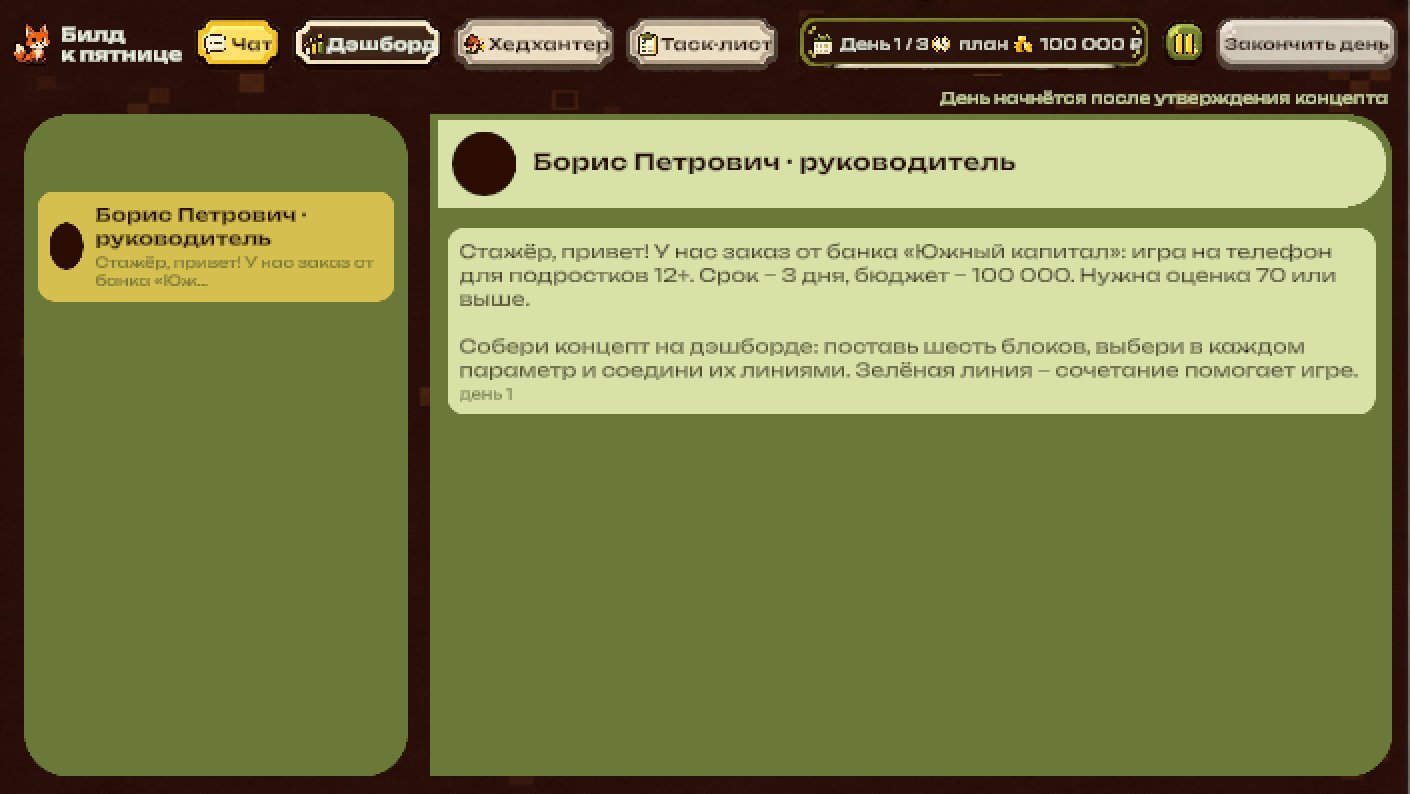 Билд
к пятнице
Чат
Дэшборд
Хедхантер
Таск-лист
День 1 / 3 план 100 000 ₽
Закончить день
День начнётся после утверждения концепта
Борис Петрович ·
руководитель
Стажёр, привет! У нас заказ от
банка «Юж...
Борис Петрович · руководитель
Стажёр, привет! У нас заказ от банка «Южный капитал»: игра на телефон
для подростков 12+. Срок – 3 дня, бюджет – 100 000. Нужна оценка 70 или
выше.
Собери концепт на дэшборде: поставь шесть блоков, выбери в каждом
параметр и соедини их линиями. Зелёная линия – сочетание помогает игре.
день 1